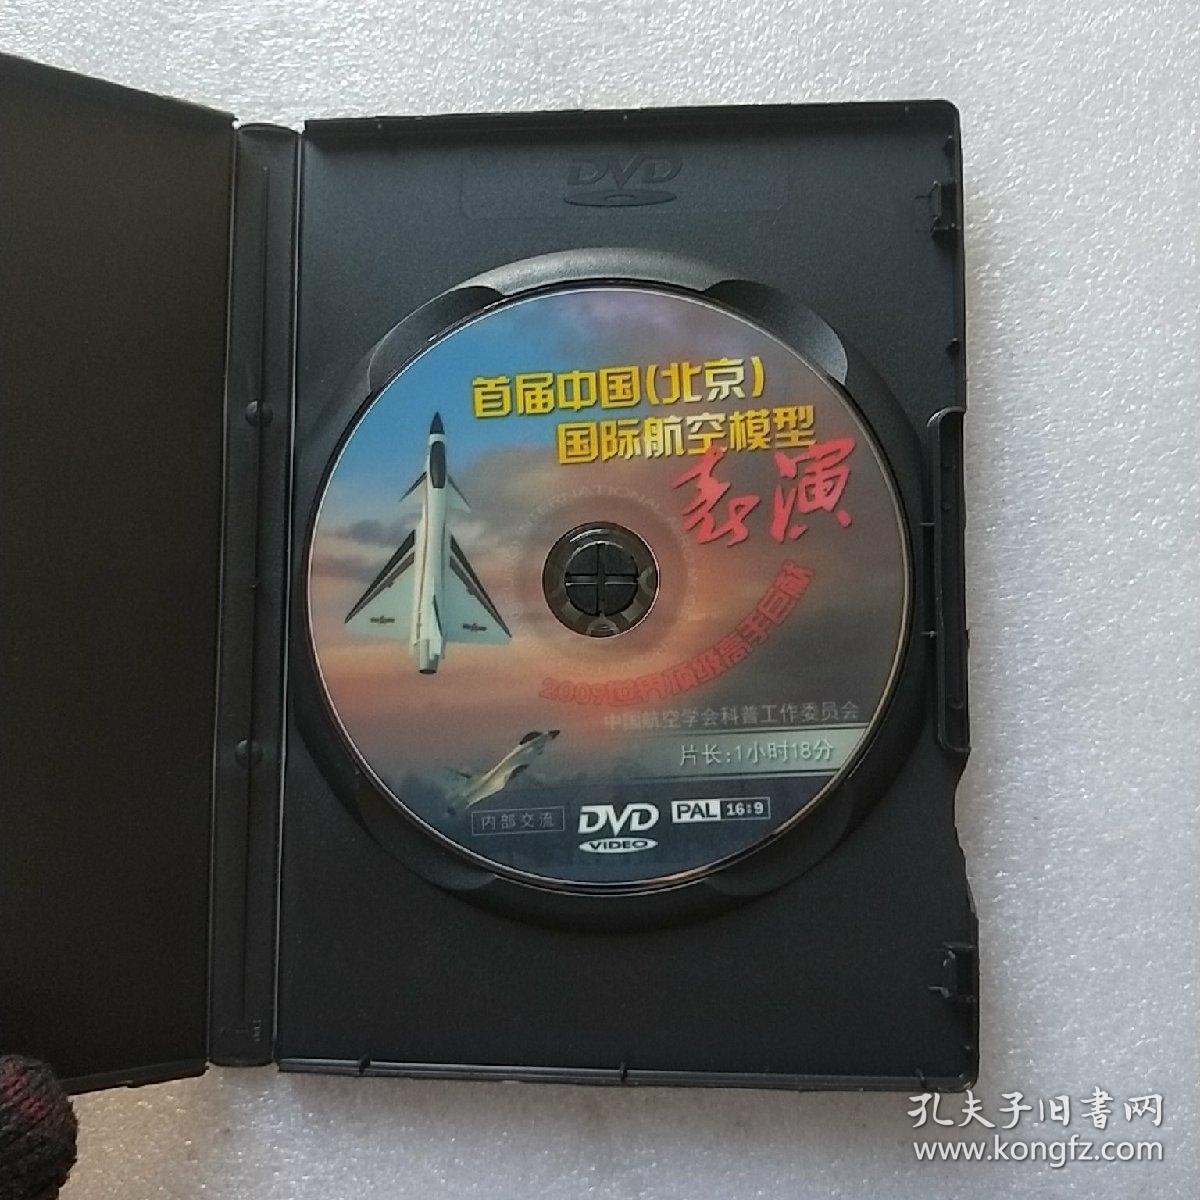 DVD
首届中国(北京)
国际航空模型
表演
INTERNATIONAL
2009世界顶级高手巨献
中国航空学会科普工作委员会
片长:1小时18分
内部交流
DVD
VIDEO
PAL 16:9
孔夫子旧書网
www.kongfz.com